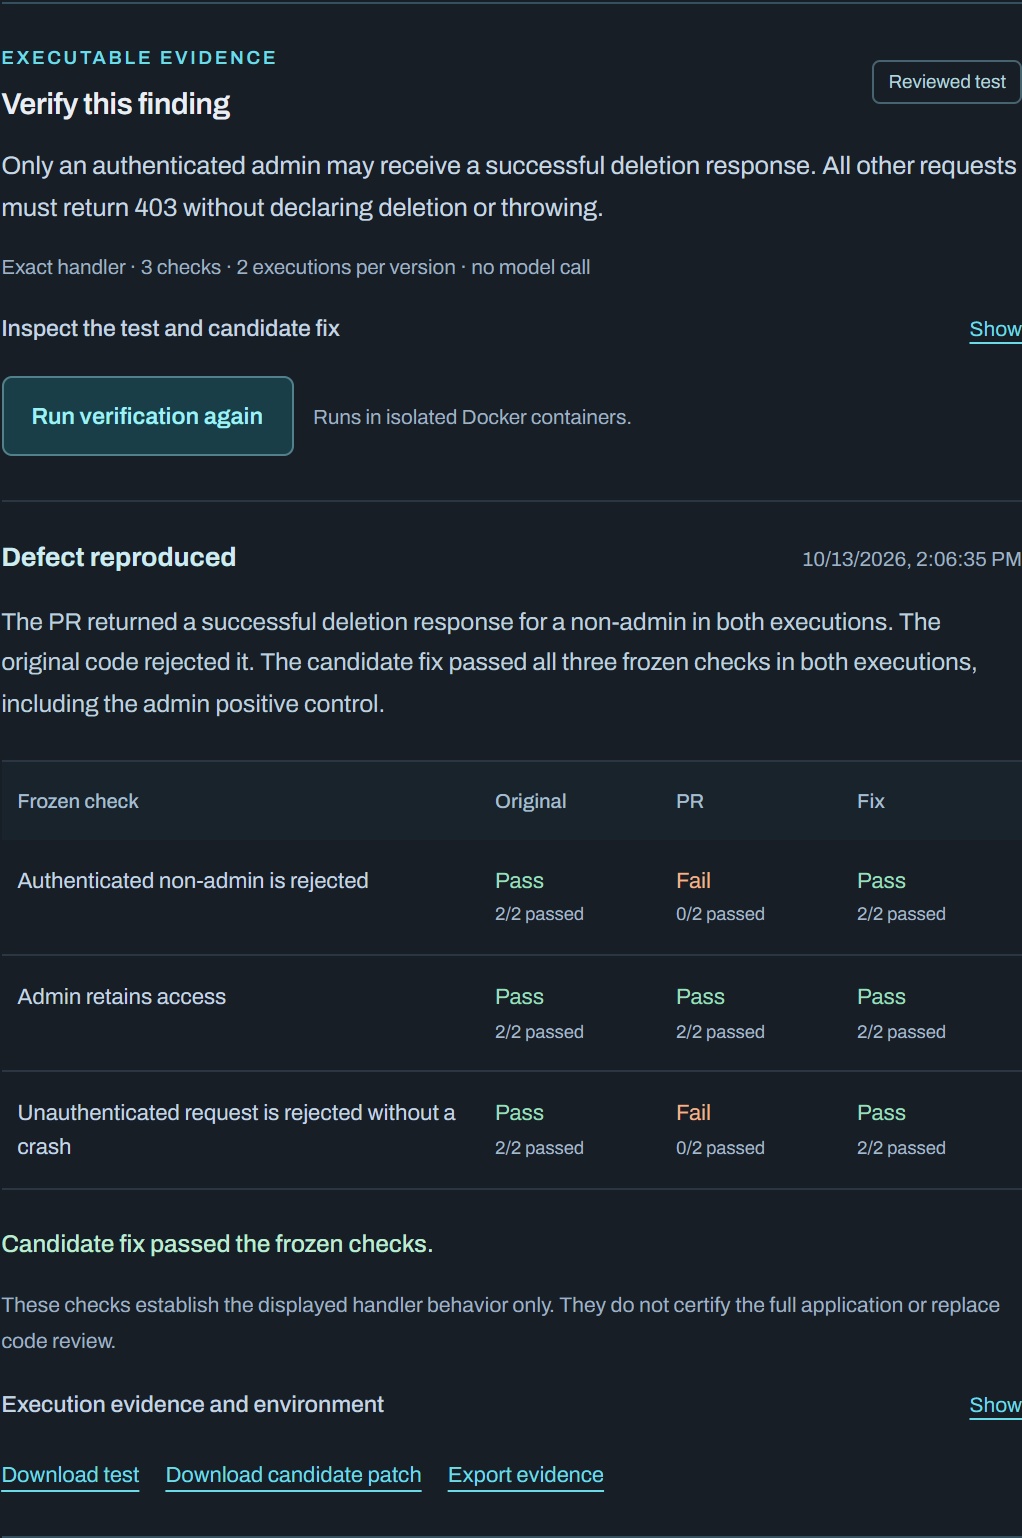 EXECUTABLE EVIDENCE
Verify this finding
Reviewed test
Only an authenticated admin may receive a successful deletion response. All other requests
must return 403 without declaring deletion or throwing.
Exact handler · 3 checks · 2 executions per version · no model call
Inspect the test and candidate fix
Show
Run verification again
Runs in isolated Docker containers.
Defect reproduced
10/13/2026, 2:06:35 PM
The PR returned a successful deletion response for a non-admin in both executions. The
original code rejected it. The candidate fix passed all three frozen checks in both executions,
including the admin positive control.
Frozen check Original PR Fix
Authenticated non-admin is rejected Pass Fail Pass
2/2 passed 0/2 passed 2/2 passed
Admin retains access Pass Pass Pass
2/2 passed 2/2 passed 2/2 passed
Unauthenticated request is rejected without a Pass Fail Pass
crash 2/2 passed 0/2 passed 2/2 passed
Candidate fix passed the frozen checks.
These checks establish the displayed handler behavior only. They do not certify the full application or replace
code review.
Execution evidence and environment
Show
Download test Download candidate patch Export evidence